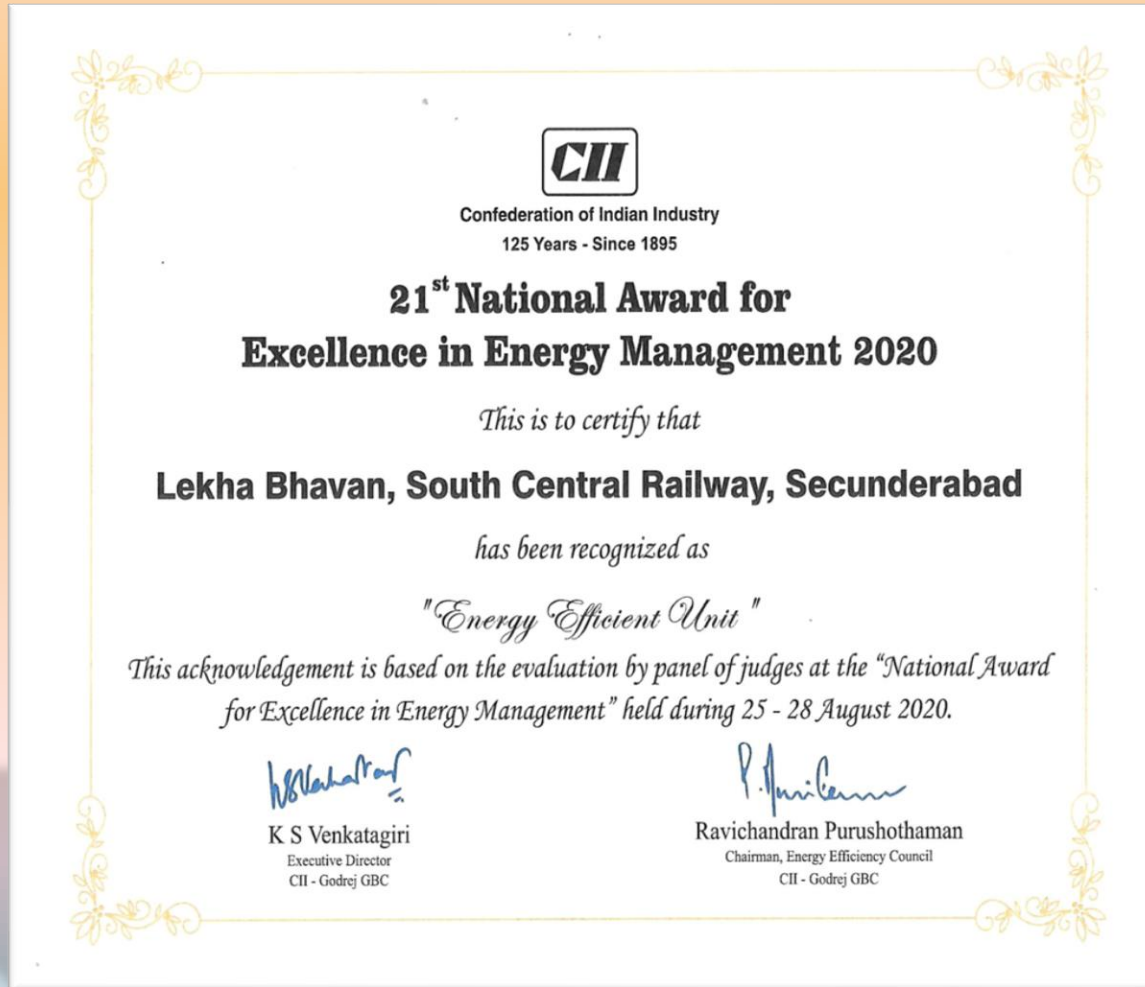 CII
Confederation of Indian Industry
125 Years - Since 1895
21st National Award for
Excellence in Energy Management 2020
This is to certify that
Lekha Bhavan, South Central Railway, Secunderabad
has been recognized as
"Energy Efficient Unit"
This acknowledgement is based on the evaluation by panel of judges at the “National Award
for Excellence in Energy Management” held during 25 - 28 August 2020.
K S Venkatagiri
Executive Director
CII - Godrej GBC
Ravichandran Purushothaman
Chairman, Energy Efficiency Council
CII - Godrej GBC